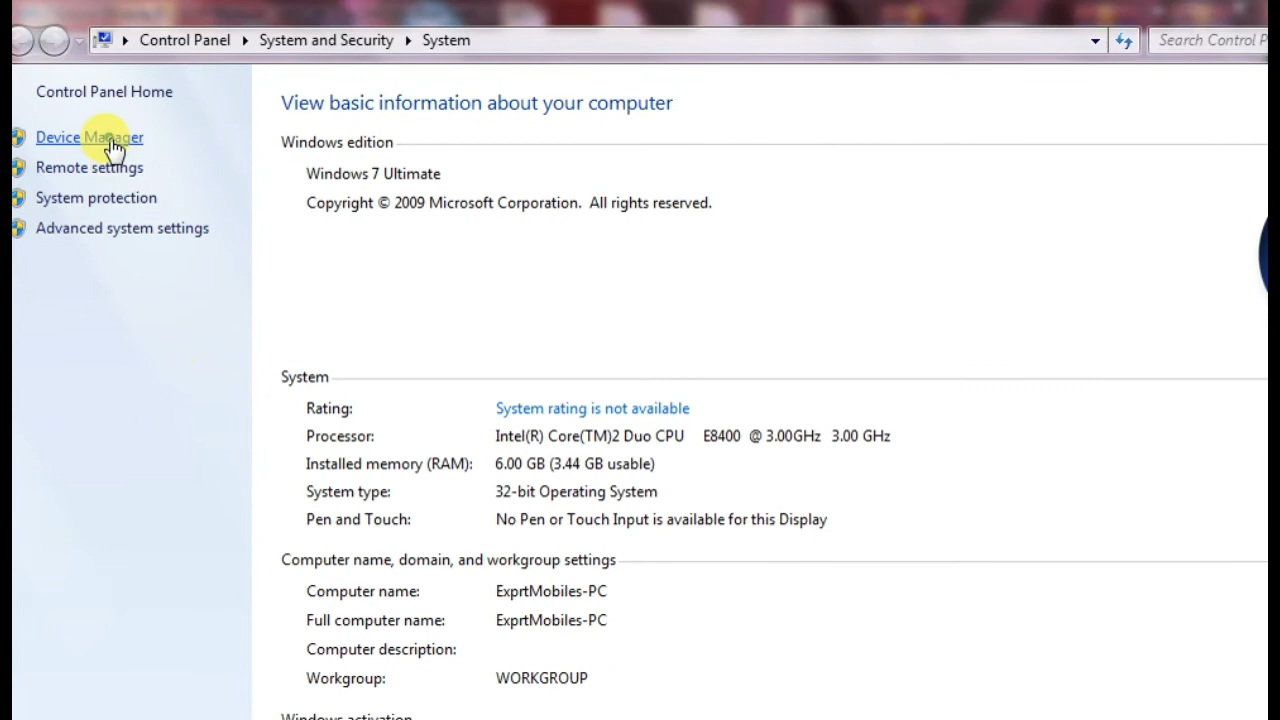 Control Panel ▸ System and Security ▸ System
Search Control P
Control Panel Home
Device Manager
Remote settings
System protection
Advanced system settings
View basic information about your computer
Windows edition
Windows 7 Ultimate
Copyright © 2009 Microsoft Corporation. All rights reserved.
System
Rating: System rating is not available
Processor: Intel(R) Core(TM)2 Duo CPU E8400 @ 3.00GHz 3.00 GHz
Installed memory (RAM): 6.00 GB (3.44 GB usable)
System type: 32-bit Operating System
Pen and Touch: No Pen or Touch Input is available for this Display
Computer name, domain, and workgroup settings
Computer name: ExprtMobiles-PC
Full computer name: ExprtMobiles-PC
Computer description:
Workgroup: WORKGROUP
Windows activation